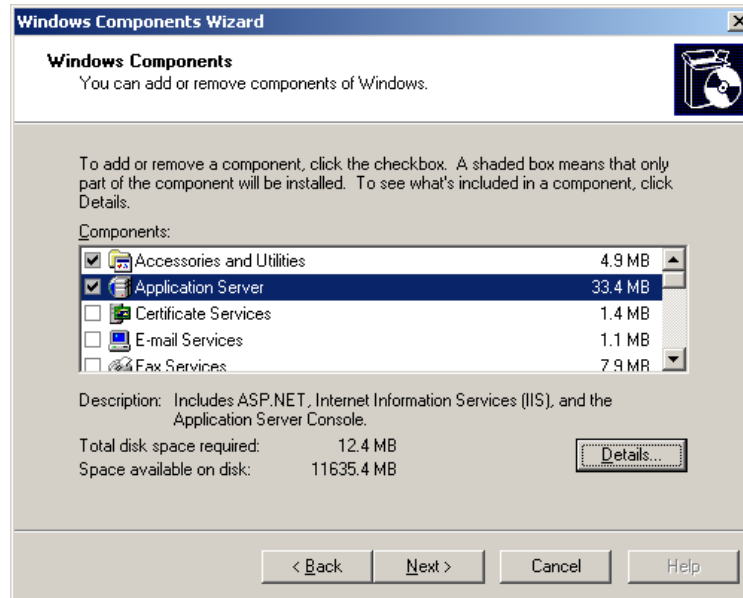 Windows Components Wizard
Windows Components
You can add or remove components of Windows.
To add or remove a component, click the checkbox. A shaded box means that only
part of the component will be installed. To see what's included in a component, click
Details.
Components:
Accessories and Utilities 4.9 MB
Application Server 33.4 MB
Certificate Services 1.4 MB
E-mail Services 1.1 MB
Fax Services 7.9 MB
Description: Includes ASP.NET, Internet Information Services (IIS), and the
Application Server Console.
Total disk space required: 12.4 MB
Space available on disk: 11635.4 MB
Details...
< Back Next > Cancel Help